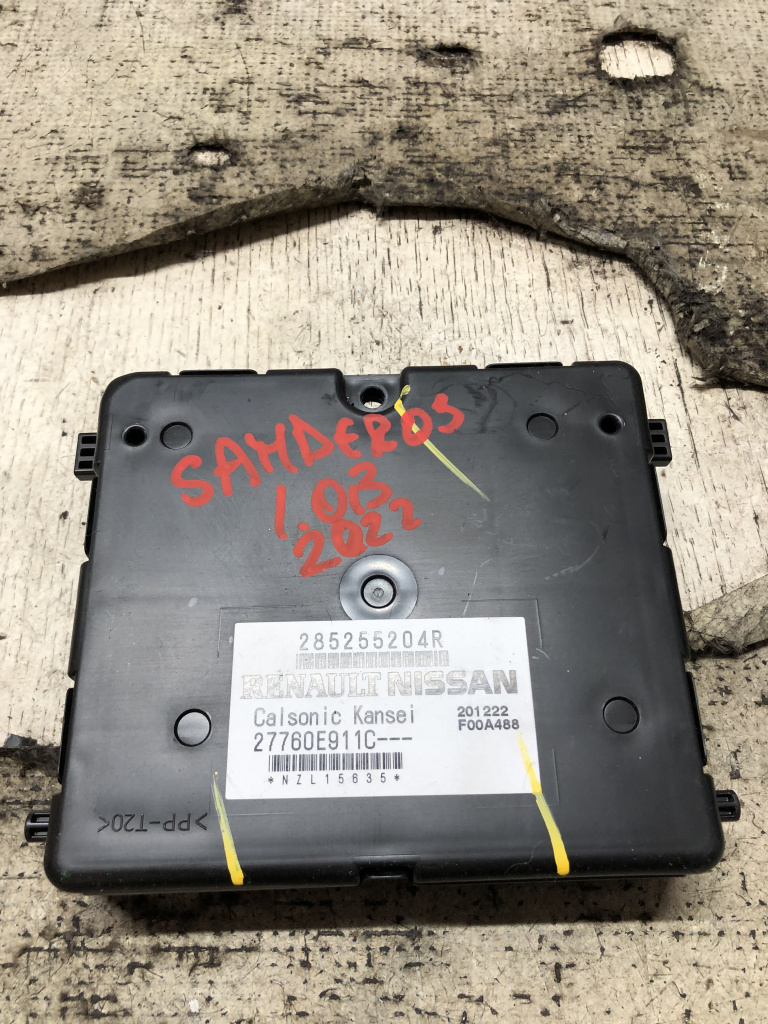 SANDEROS
1.0B
2022
285255204R
RENAULT NISSAN
Calsonic Kansei
201222
27760E911C---
F00A488
*NZL15635*
>PP-T20<